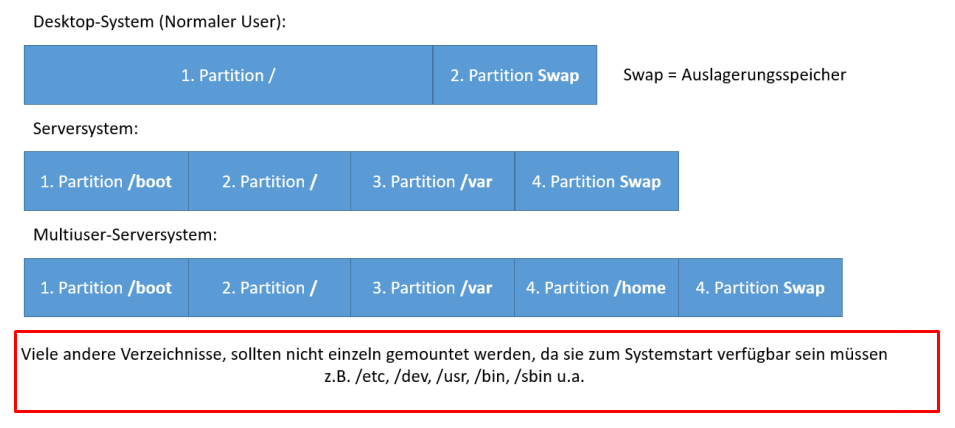 Desktop-System (Normaler User):
1. Partition /
2. Partition Swap
Swap = Auslagerungsspeicher
Serversystem:
1. Partition /boot
2. Partition /
3. Partition /var
4. Partition Swap
Multiuser-Serversystem:
1. Partition /boot
2. Partition /
3. Partition /var
4. Partition /home
4. Partition Swap
Viele andere Verzeichnisse, sollten nicht einzeln gemountet werden, da sie zum Systemstart verfügbar sein müssen
z.B. /etc, /dev, /usr, /bin, /sbin u.a.